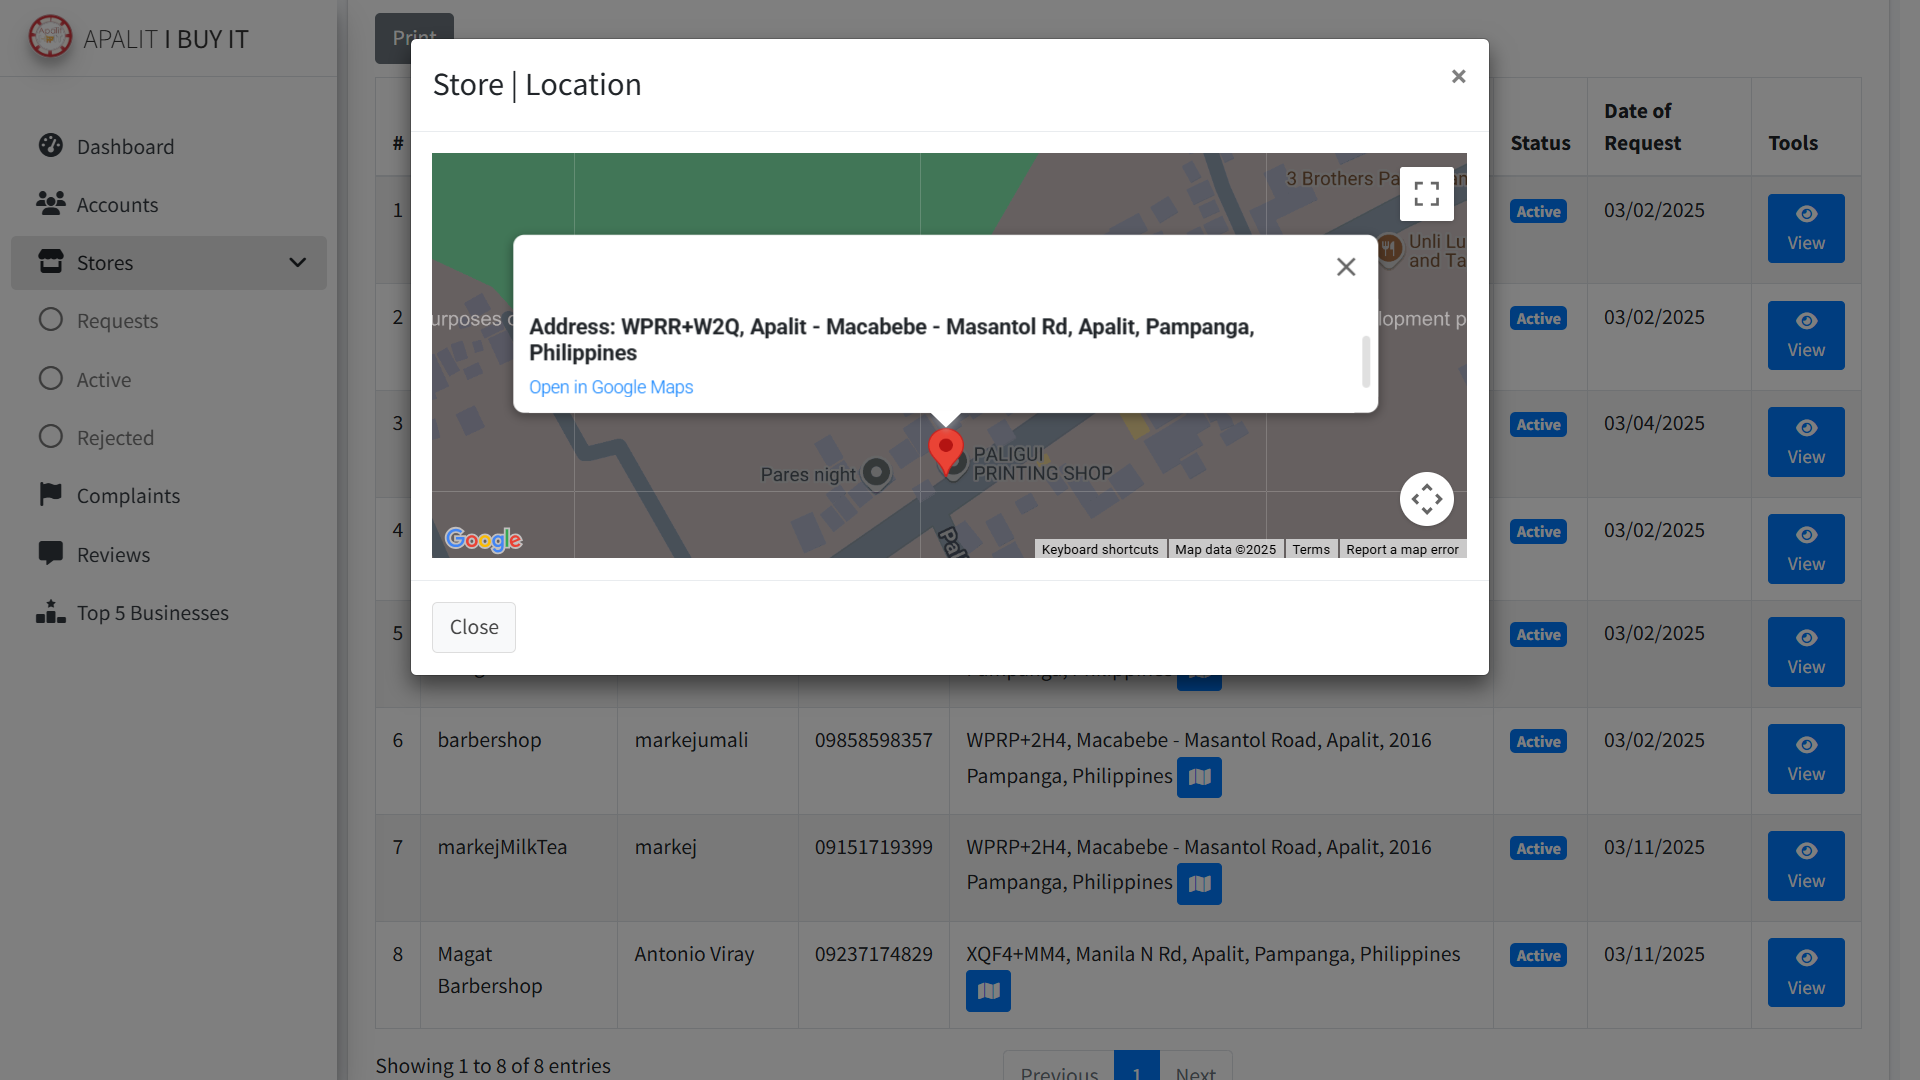 APALIT I BUY IT
Dashboard
Accounts
Stores
Requests
Active
Rejected
Complaints
Reviews
Top 5 Businesses
Print
Store | Location
×
3 Brothers Pa
an
Unli Lu
and Ta
urposes
lopment p
Address: WPRR+W2Q, Apalit - Macabebe - Masantol Rd, Apalit, Pampanga,
Philippines
Open in Google Maps
Pares night
PALIGUI
PRINTING SHOP
Pal
Google
Keyboard shortcuts
Map data ©2025
Terms
Report a map error
Close
# Status Date of
Request Tools
1 Active 03/02/2025 View
2 Active 03/02/2025 View
3 Active 03/04/2025 View
4 Active 03/02/2025 View
5 Active 03/02/2025 View
6 barbershop markejumali 09858598357 WPRP+2H4, Macabebe - Masantol Road, Apalit, 2016
Pampanga, Philippines Active 03/02/2025 View
7 markejMilkTea markej 09151719399 WPRP+2H4, Macabebe - Masantol Road, Apalit, 2016
Pampanga, Philippines Active 03/11/2025 View
8 Magat
Barbershop Antonio Viray 09237174829 XQF4+MM4, Manila N Rd, Apalit, Pampanga, Philippines Active 03/11/2025 View
Showing 1 to 8 of 8 entries
Previous 1 Next